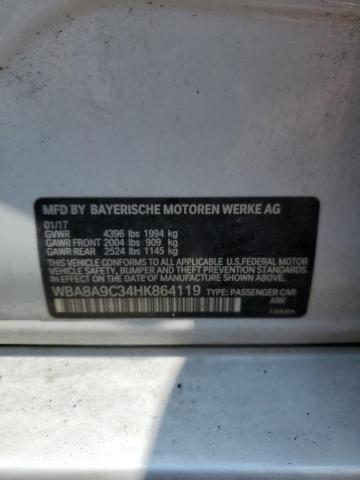 MFD BY BAYERISCHE MOTOREN WERKE AG
01/17
GVWR 4396 lbs 1994 kg
GAWR FRONT 2004 lbs 909 kg
GAWR REAR 2524 lbs 1145 kg
THIS VEHICLE CONFORMS TO ALL APPLICABLE U.S. FEDERAL MOTOR
VEHICLE SAFETY, BUMPER, AND THEFT PREVENTION STANDARDS
IN EFFECT ON THE DATE OF MANUFACTURE SHOWN ABOVE.
WBA8A9C34HK864119 TYPE: PASSENGER CAR